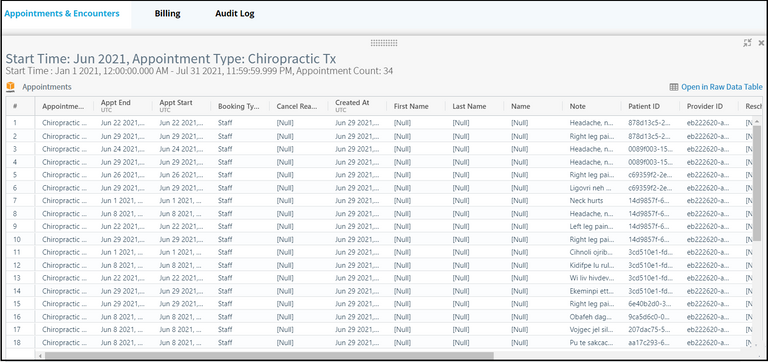 Appointments & Encounters Billing Audit Log
Start Time: Jun 2021, Appointment Type: Chiropractic Tx
Start Time : Jan 1 2021, 12:00:00.000 AM - Jul 31 2021, 11:59:59.999 PM, Appointment Count: 34
Appointments Open in Raw Data Table
# Appointme... Appt End Appt Start Booking Ty... Cancel Rea... Created At First Name Last Name Name Note Patient ID Provider ID Resch
UTC UTC UTC
1 Chiropractic ... Jun 22 2021,... Jun 22 2021,... Staff [Null] Jun 29 2021,... [Null] [Null] [Null] Headache, n... 878d13c5-2... eb222620-a... [N
2 Chiropractic ... Jun 29 2021,... Jun 29 2021,... Staff [Null] Jun 29 2021,... [Null] [Null] [Null] Right leg pai... 878d13c5-2... eb222620-a... [N
3 Chiropractic ... Jun 24 2021,... Jun 24 2021,... Staff [Null] Jun 29 2021,... [Null] [Null] [Null] Headache, n... 0089f003-15... eb222620-a... [N
4 Chiropractic ... Jun 29 2021,... Jun 29 2021,... Staff [Null] Jun 29 2021,... [Null] [Null] [Null] Headache, n... 0089f003-15... eb222620-a... [N
5 Chiropractic ... Jun 26 2021,... Jun 26 2021,... Staff [Null] Jun 29 2021,... [Null] [Null] [Null] Right leg pai... c69359f2-2e... eb222620-a... [N
6 Chiropractic ... Jun 29 2021,... Jun 29 2021,... Staff [Null] Jun 29 2021,... [Null] [Null] [Null] Ligovri neh ... c69359f2-2e... eb222620-a... [N
7 Chiropractic ... Jun 1 2021, ... Jun 1 2021, ... Staff [Null] Jun 29 2021,... [Null] [Null] [Null] Neck hurts 14d9857f-6... eb222620-a... [N
8 Chiropractic ... Jun 8 2021, ... Jun 8 2021, ... Staff [Null] Jun 29 2021,... [Null] [Null] [Null] Headache, n... 14d9857f-6... eb222620-a... [N
9 Chiropractic ... Jun 22 2021,... Jun 22 2021,... Staff [Null] Jun 29 2021,... [Null] [Null] [Null] Left leg pain... 14d9857f-6... eb222620-a... [N
10 Chiropractic ... Jun 29 2021,... Jun 29 2021,... Staff [Null] Jun 29 2021,... [Null] [Null] [Null] Right leg pai... 14d9857f-6... eb222620-a... [N
11 Chiropractic ... Jun 1 2021, ... Jun 1 2021, ... Staff [Null] Jun 29 2021,... [Null] [Null] [Null] Cihnoli ojrib... 3cd510e1-fd... eb222620-a... [N
12 Chiropractic ... Jun 8 2021, ... Jun 8 2021, ... Staff [Null] Jun 29 2021,... [Null] [Null] [Null] Kidifpe lu rul... 3cd510e1-fd... eb222620-a... [N
13 Chiropractic ... Jun 22 2021,... Jun 22 2021,... Staff [Null] Jun 29 2021,... [Null] [Null] [Null] Wi liv hivdev... 3cd510e1-fd... eb222620-a... [N
14 Chiropractic ... Jun 29 2021,... Jun 29 2021,... Staff [Null] Jun 29 2021,... [Null] [Null] [Null] Ekeminpi ett... 3cd510e1-fd... eb222620-a... [N
15 Chiropractic ... Jun 29 2021,... Jun 29 2021,... Staff [Null] Jun 29 2021,... [Null] [Null] [Null] Right leg pai... 6e40b2d0-3... eb222620-a... [N
16 Chiropractic ... Jun 8 2021, ... Jun 8 2021, ... Staff [Null] Jun 29 2021,... [Null] [Null] [Null] Obafeh dag... 9ca5d6c0-0... eb222620-a... [N
17 Chiropractic ... Jun 8 2021, ... Jun 8 2021, ... Staff [Null] Jun 29 2021,... [Null] [Null] [Null] Vojgec jel sil... 207dac75-5... eb222620-a... [N
18 Chiropractic ... Jun 8 2021, ... Jun 8 2021, ... Staff [Null] Jun 29 2021,... [Null] [Null] [Null] Pu te sakcac... aa17c293-6... eb222620-a... [N